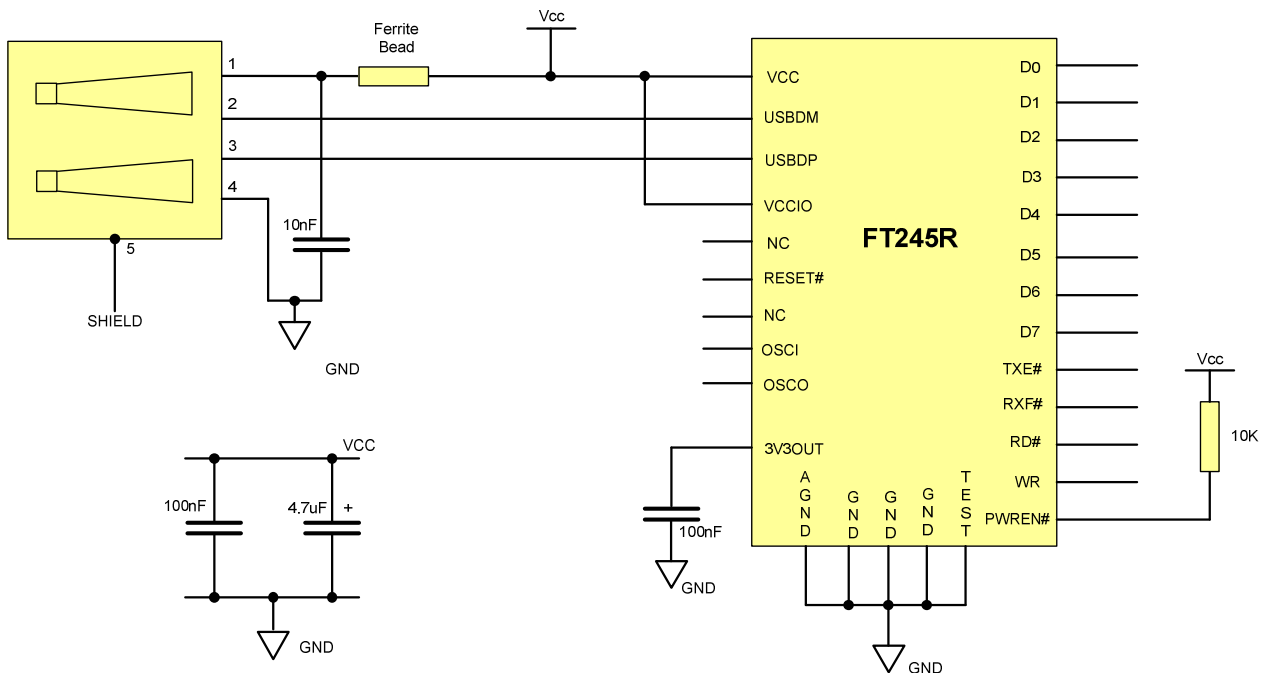 Ferrite
Bead
Vcc
1
2
3
4
5
SHIELD
10nF
GND
VCC
100nF
4.7uF
+
GND
FT245R
VCC
USBDM
USBDP
VCCIO
NC
RESET#
NC
OSCI
OSCO
3V3OUT
100nF
GND
AGND
GND
GND
GND
TEST
GND
D0
D1
D2
D3
D4
D5
D6
D7
TXE#
RXF#
RD#
WR
PWREN#
Vcc
10K